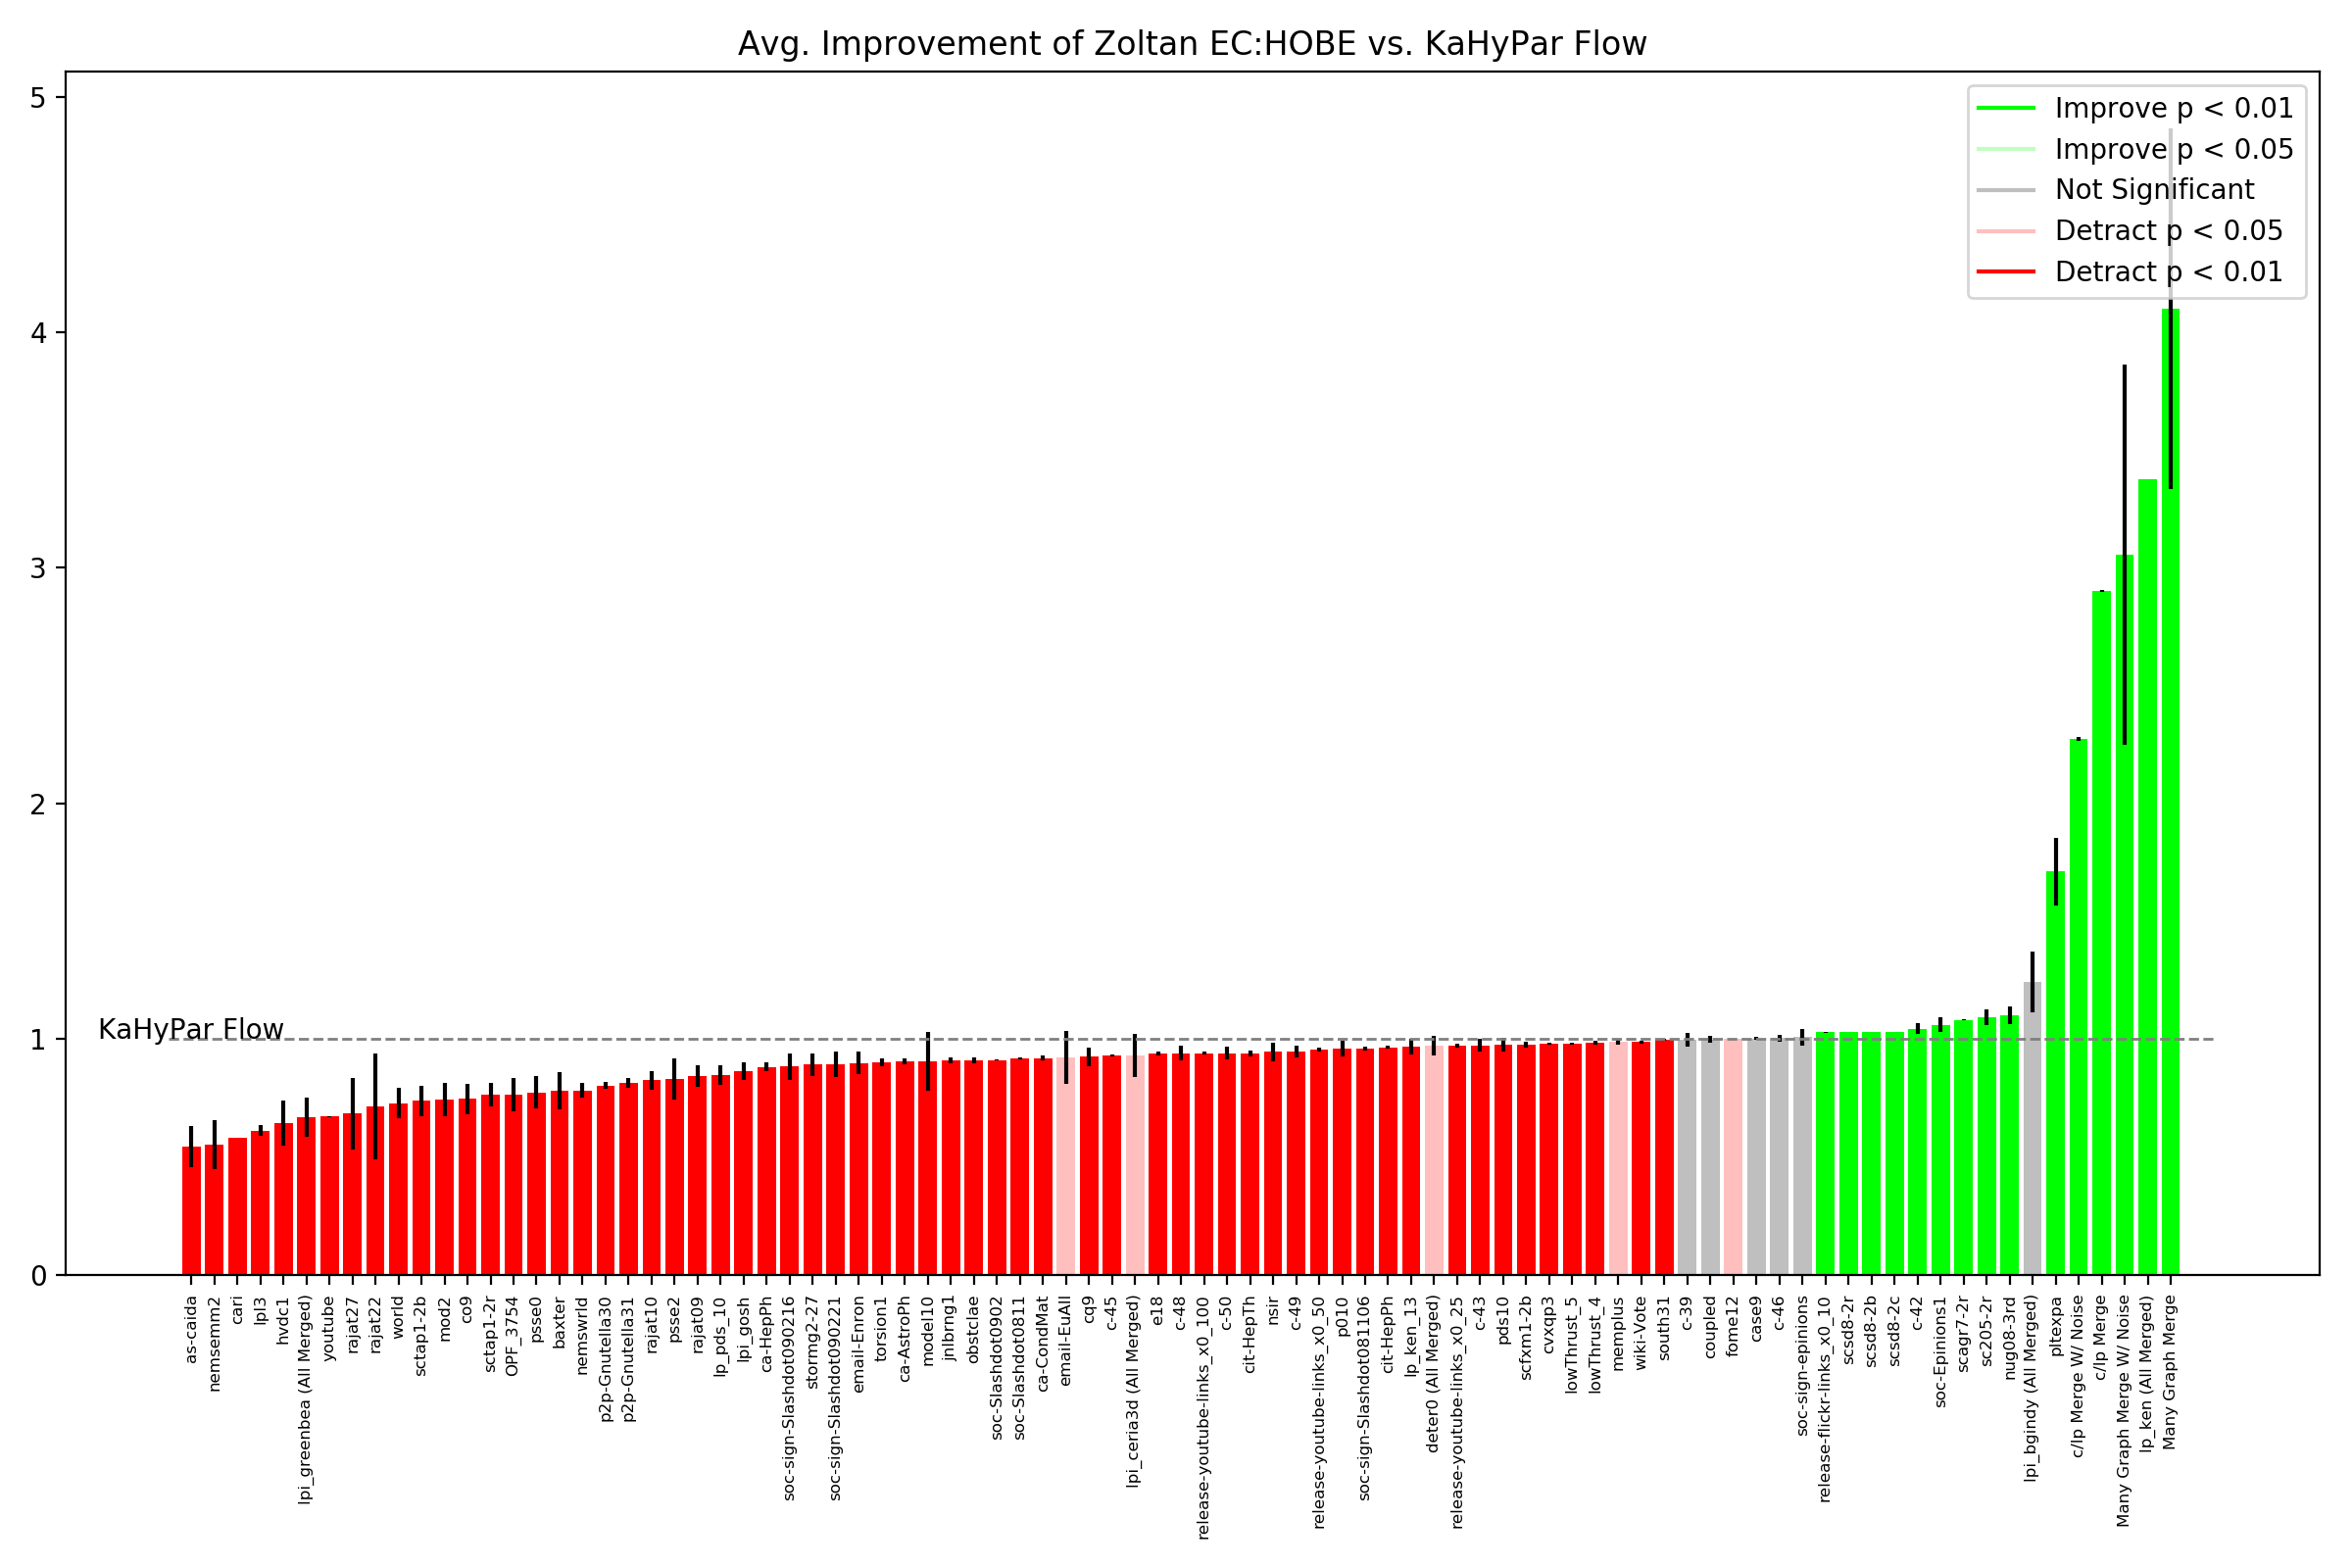 Avg. Improvement of Zoltan EC:HOBE vs. KaHyPar Flow
5
4
3
2
1
0
Improve p < 0.01
Improve p < 0.05
Not Significant
Detract p < 0.05
Detract p < 0.01
KaHyPar Flow
as-caida
nemsemm2
cari
lpl3
hvdc1
lpi_greenbea (All Merged)
youtube
rajat27
rajat22
world
sctap1-2b
mod2
co9
sctap1-2r
OPF_3754
psse0
baxter
nemswrld
p2p-Gnutella30
p2p-Gnutella31
rajat10
psse2
rajat09
lp_pds_10
lpi_gosh
ca-HepPh
soc-sign-Slashdot090216
stormg2-27
soc-sign-Slashdot090221
email-Enron
torsion1
ca-AstroPh
model10
jnlbrng1
obstclae
soc-Slashdot0902
soc-Slashdot0811
ca-CondMat
email-EuAll
cq9
c-45
lpi_ceria3d (All Merged)
e18
c-48
release-youtube-links_x0_100
c-50
cit-HepTh
nsir
c-49
release-youtube-links_x0_50
p010
soc-sign-Slashdot081106
cit-HepPh
lp_ken_13
deter0 (All Merged)
release-youtube-links_x0_25
c-43
pds10
scfxm1-2b
cvxqp3
lowThrust_5
lowThrust_4
memplus
wiki-Vote
south31
c-39
coupled
fome12
case9
c-46
soc-sign-epinions
release-flickr-links_x0_10
scsd8-2r
scsd8-2b
scsd8-2c
c-42
soc-Epinions1
scagr7-2r
sc205-2r
nug08-3rd
lpi_bgindy (All Merged)
pltexpa
c/lp Merge W/ Noise
c/lp Merge
Many Graph Merge W/ Noise
lp_ken (All Merged)
Many Graph Merge